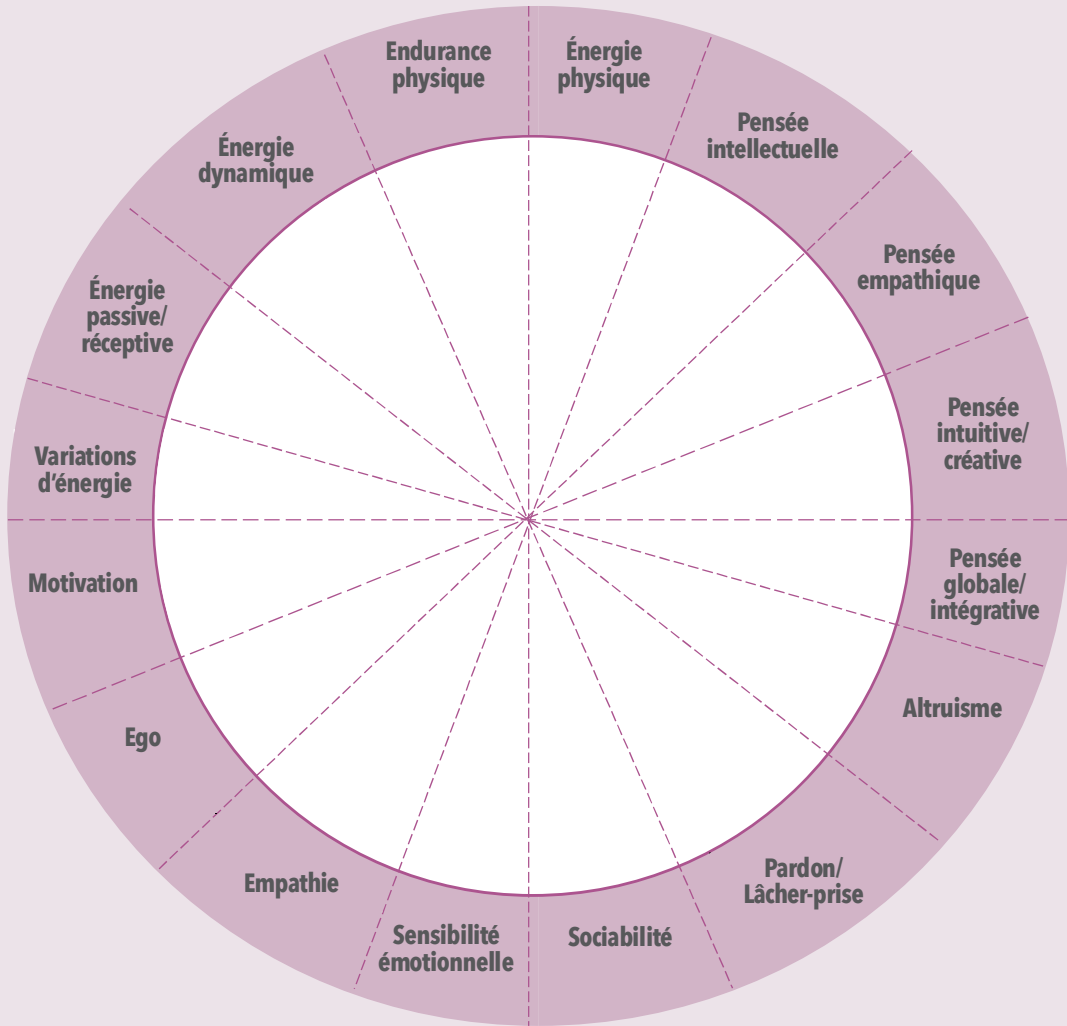 Endurance
physique
Énergie
physique
Pensée
intellectuelle
Pensée
empathique
Pensée
intuitive/
créative
Pensée
globale/
intégrative
Altruisme
Pardon/
Lâcher-prise
Sociabilité
Sensibilité
émotionnelle
Empathie
Ego
Motivation
Variations
d’énergie
Énergie
passive/
réceptive
Énergie
dynamique